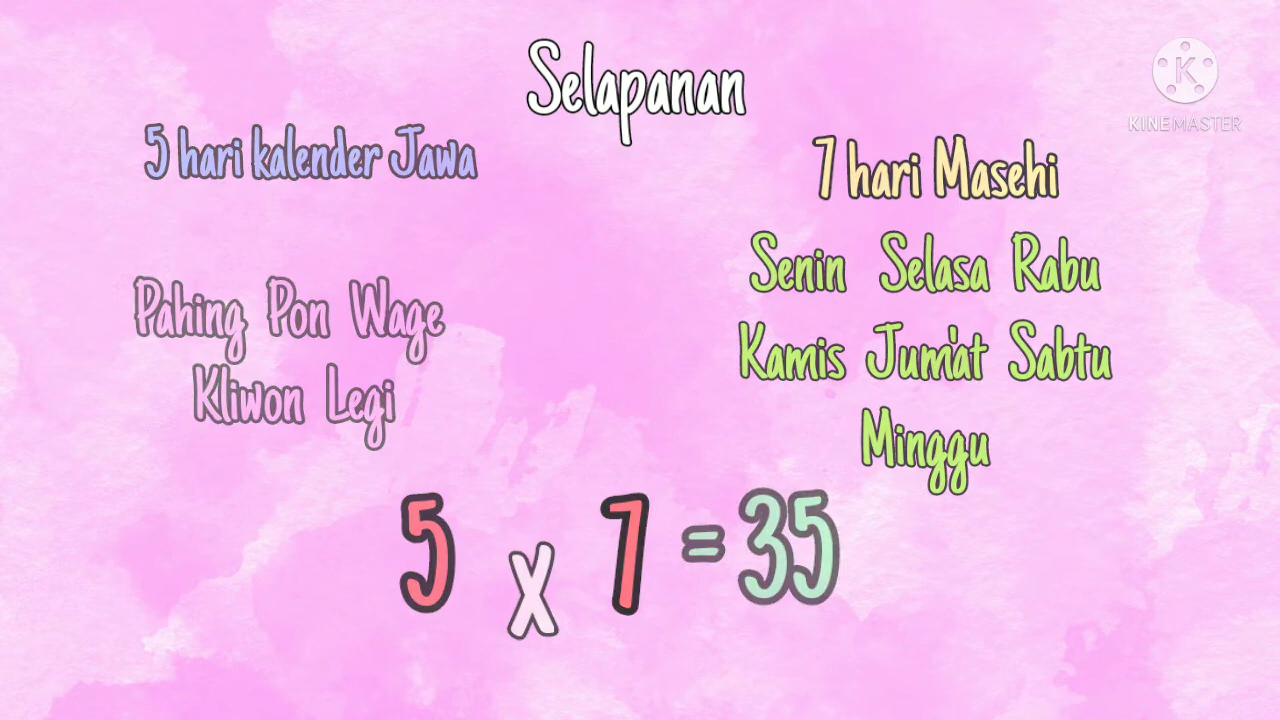 Selapanan
KINEMASTER
5 hari kalender Jawa
Pahing Pon Wage
Kliwon Legi
7 hari Masehi
Senin Selasa Rabu
Kamis Jum'at Sabtu
Minggu
5 x 7 = 35